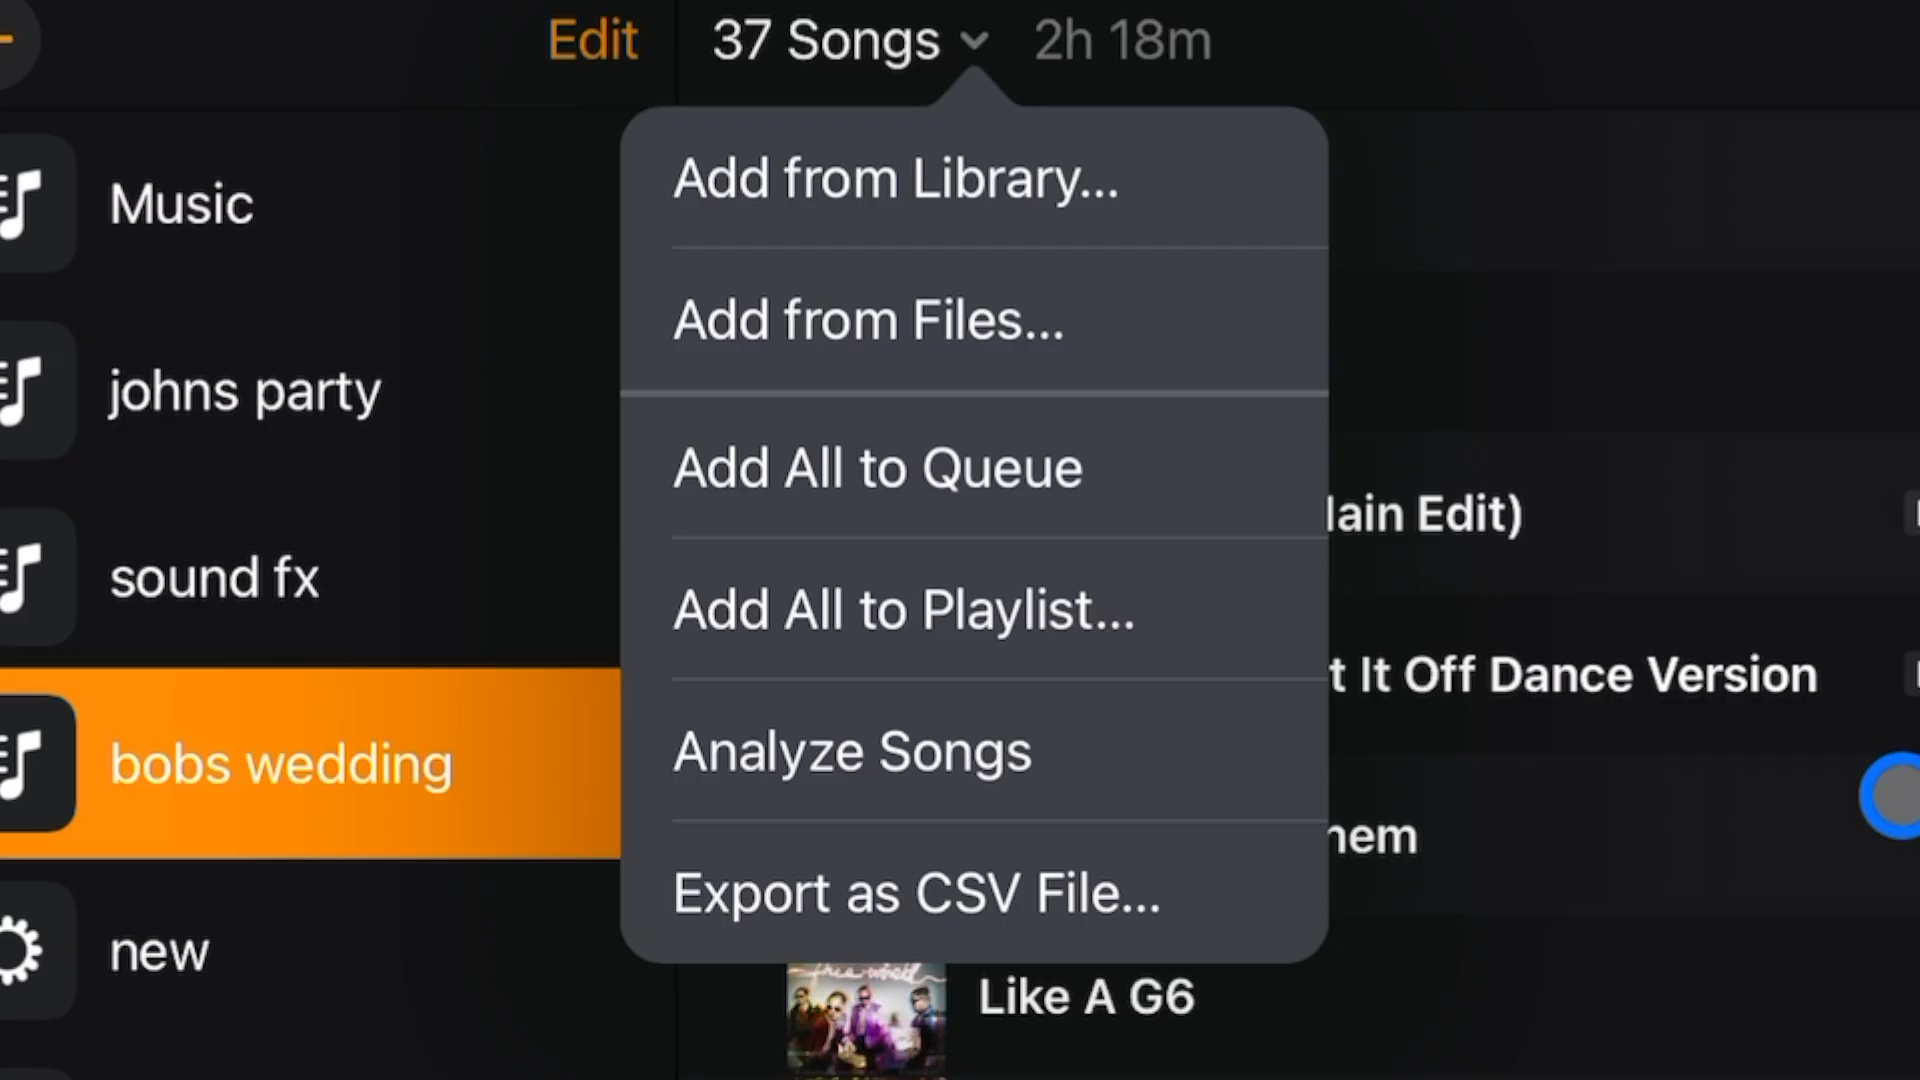 Edit
37 Songs
2h 18m
Add from Library...
Add from Files...
Add All to Queue
Add All to Playlist...
Analyze Songs
Export as CSV File...
Music
johns party
sound fx
bobs wedding
new
Edit)
It Off Dance Version
Like A G6